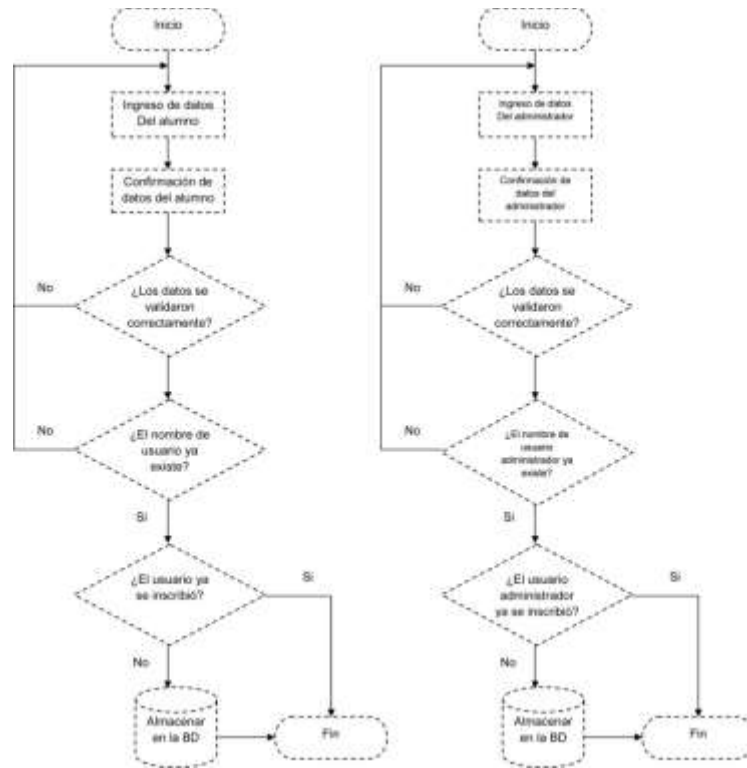 Inicio
Ingreso de datos
Del alumno
Confirmación de
datos del alumno
No
¿Los datos se
validaron
correctamente?
No
¿El nombre de
usuario ya
existe?
Si
¿El usuario ya
se inscribió?
Si
No
Almacenar
en la BD
Fin
Inicio
Ingreso de datos
Del administrador
Confirmación de
datos del
administrador
No
¿Los datos se
validaron
correctamente?
No
¿El nombre de
usuario
administrador ya
existe?
Si
¿El usuario
administrador
ya se inscribió?
Si
No
Almacenar
en la BD
Fin